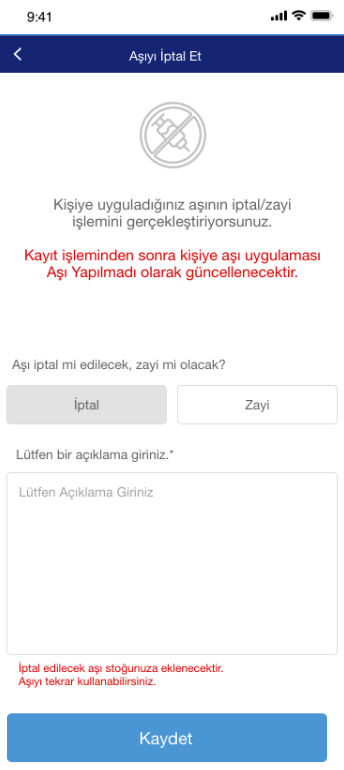 9:41
Aşıyı İptal Et
Kişiye uyguladığınız aşının iptal/zayi
işlemini gerçekleştiriyorsunuz.
Kayıt işleminden sonra kişiye aşı uygulaması
Aşı Yapılmadı olarak güncellenecektir.
Aşı iptal mi edilecek, zayi mi olacak?
İptal
Zayi
Lütfen bir açıklama giriniz.*
Lütfen Açıklama Giriniz
İptal edilecek aşı stoğunuza eklenecektir.
Aşıyı tekrar kullanabilirsiniz.
Kaydet